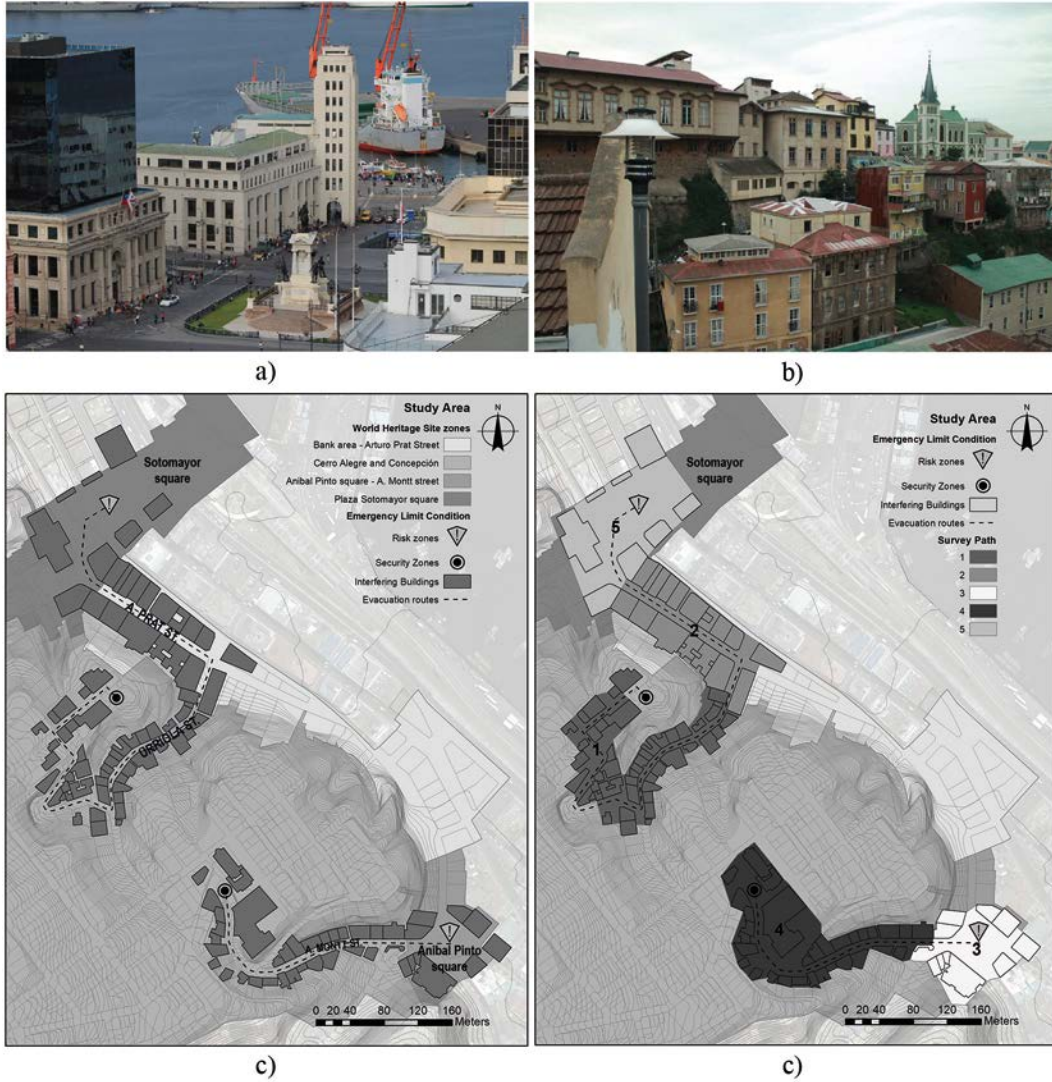 a)
b)
Study Area
World Heritage Site zones
Bank area - Arturo Prat Street
Cerro Alegre and Concepción
Anibal Pinto square - A. Montt street
Plaza Sotomayor square
Emergency Limit Condition
Risk zones
Security Zones
Interfering Buildings
Evacuation routes
N
Sotomayor
square
A. PRAT ST.
URRIOLA ST.
A. MONTT ST.
Anibal Pinto
square
0 20 40 80 120 160
Meters
c)
Study Area
Emergency Limit Condition
Risk zones
Security Zones
Interfering Buildings
Evacuation routes
Survey Path
1
2
3
4
5
N
Sotomayor
square
5
2
1
4
3
0 20 40 80 120 160
Meters
c)